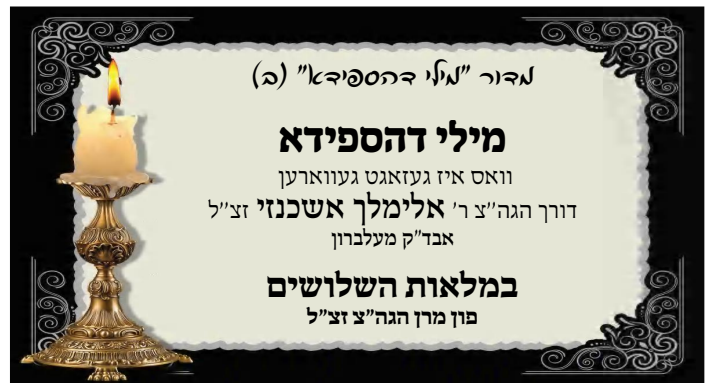 מדור "מילי דהספידא" (ב)
מילי דהספידא
וואס איז געזאגט געווארען
דורך הגה"צ ר' אלימלך אשכנזי זצ"ל
אבד"ק מעלברון
במלאות השלושים
פון מרן הגה"צ זצ"ל